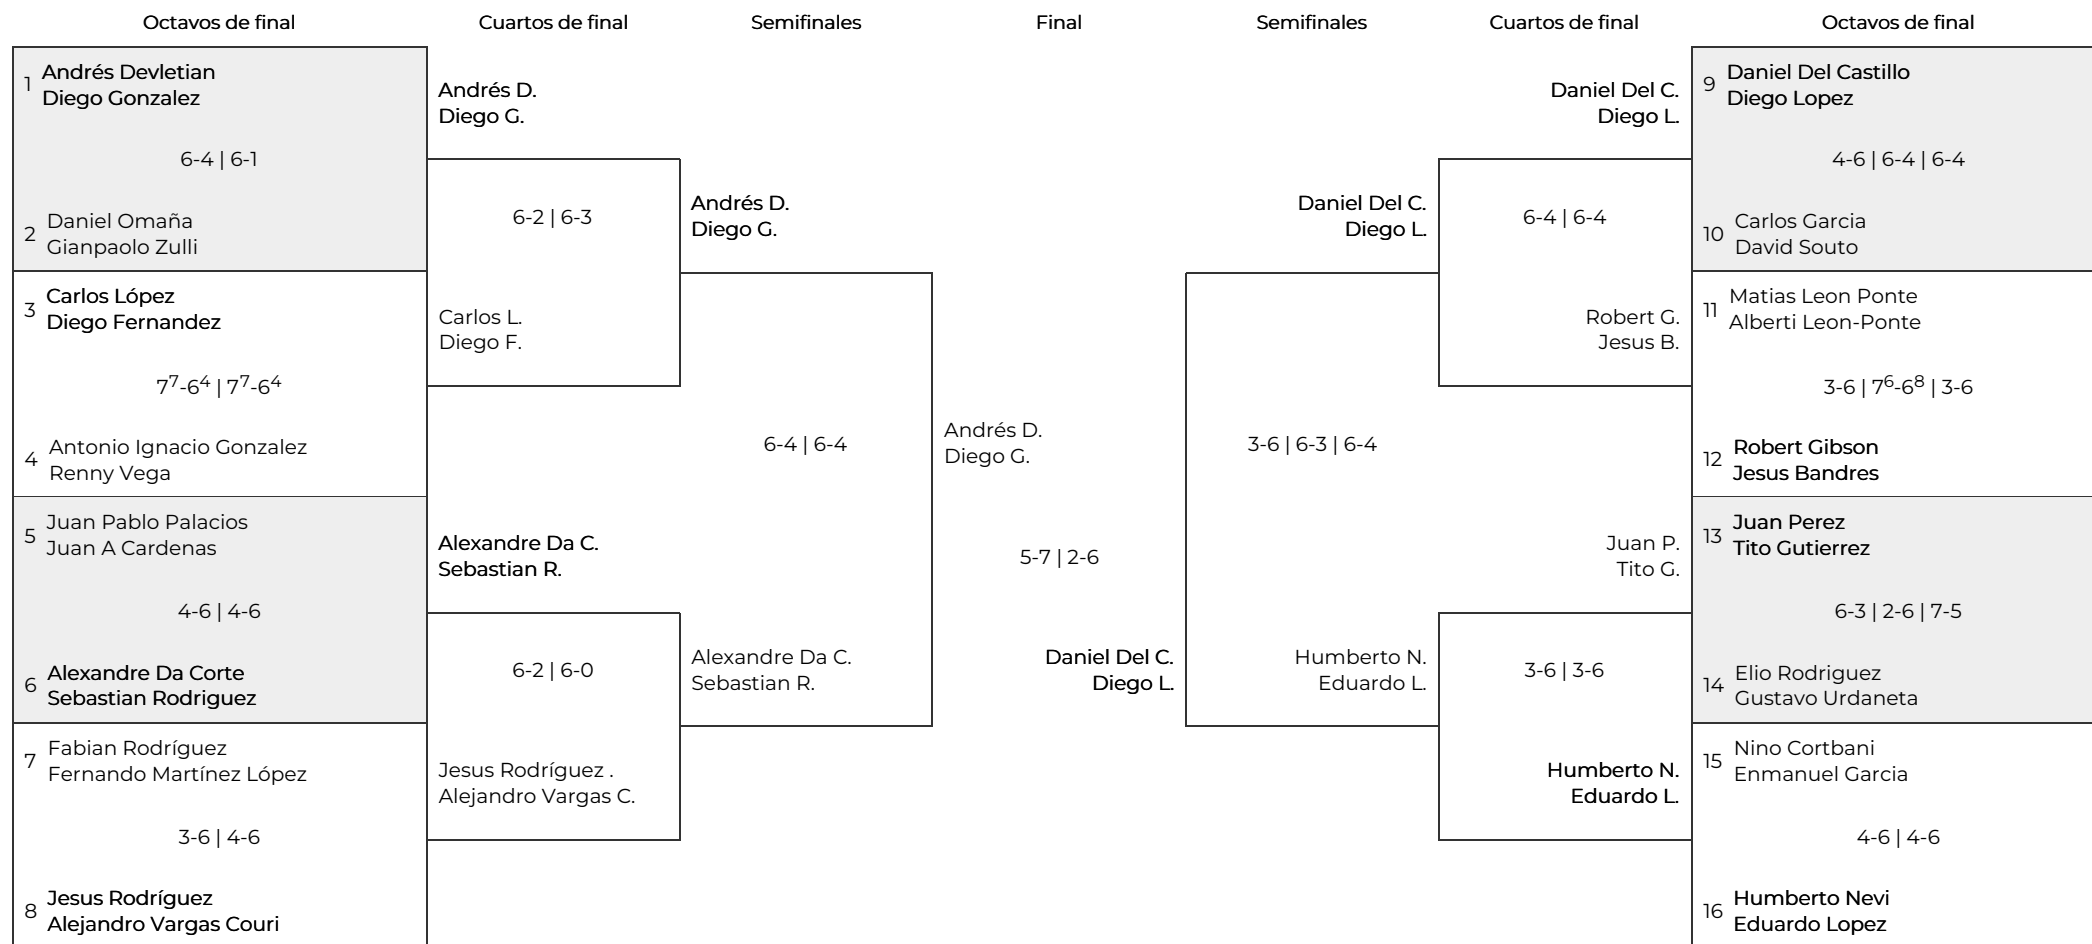 Octavos de final
Cuartos de final
Semifinales
Final
Semifinales
Cuartos de final
Octavos de final
1
Andrés Devletian
Diego Gonzalez
6-4 | 6-1
2
Daniel Omaña
Gianpaolo Zulli
3
Carlos López
Diego Fernandez
7⁷-6⁴ | 7⁷-6⁴
4
Antonio Ignacio Gonzalez
Renny Vega
5
Juan Pablo Palacios
Juan A Cardenas
4-6 | 4-6
6
Alexandre Da Corte
Sebastian Rodriguez
7
Fabian Rodríguez
Fernando Martínez López
3-6 | 4-6
8
Jesus Rodríguez
Alejandro Vargas Couri
Andrés D.
Diego G.
6-2 | 6-3
Carlos L.
Diego F.
Alexandre Da C.
Sebastian R.
6-2 | 6-0
Jesus Rodríguez .
Alejandro Vargas C.
Andrés D.
Diego G.
6-4 | 6-4
Alexandre Da C.
Sebastian R.
Andrés D.
Diego G.
5-7 | 2-6
Daniel Del C.
Diego L.
Daniel Del C.
Diego L.
3-6 | 6-3 | 6-4
Humberto N.
Eduardo L.
Daniel Del C.
Diego L.
6-4 | 6-4
Robert G.
Jesus B.
Juan P.
Tito G.
3-6 | 3-6
Humberto N.
Eduardo L.
9
Daniel Del Castillo
Diego Lopez
4-6 | 6-4 | 6-4
10
Carlos Garcia
David Souto
11
Matias Leon Ponte
Alberti Leon-Ponte
3-6 | 7⁶-6⁸ | 3-6
12
Robert Gibson
Jesus Bandres
13
Juan Perez
Tito Gutierrez
6-3 | 2-6 | 7-5
14
Elio Rodriguez
Gustavo Urdaneta
15
Nino Cortbani
Enmanuel Garcia
4-6 | 4-6
16
Humberto Nevi
Eduardo Lopez